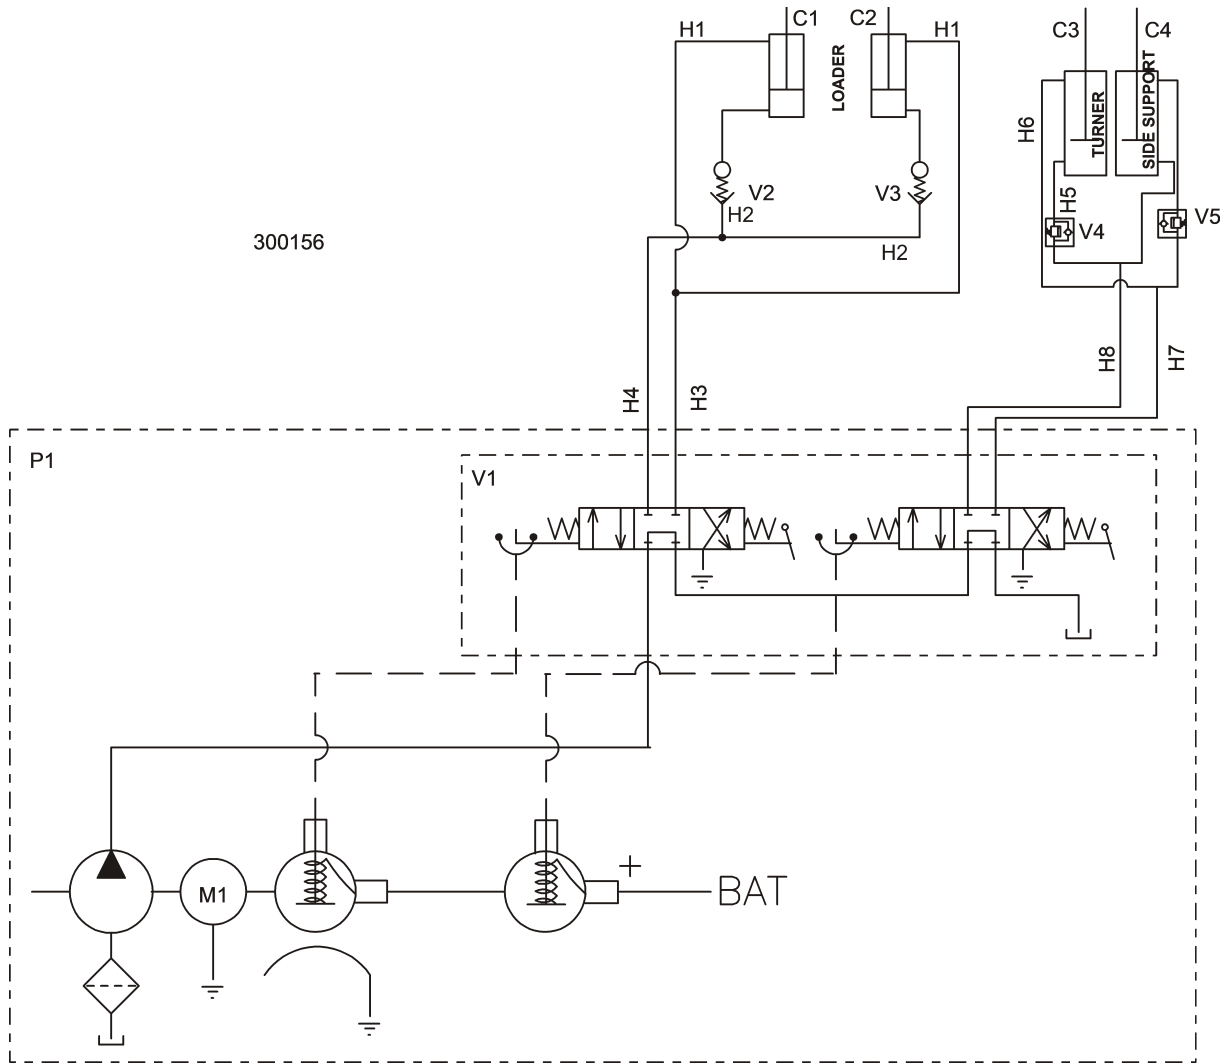 H1
C1
C2
H1
LOADER
C3
C4
TURNER
SIDE SUPPORT
H6
V2
V3
H5
V4
V5
H2
H2
300156
H4
H3
H8
H7
P1
V1
M1
+
BAT